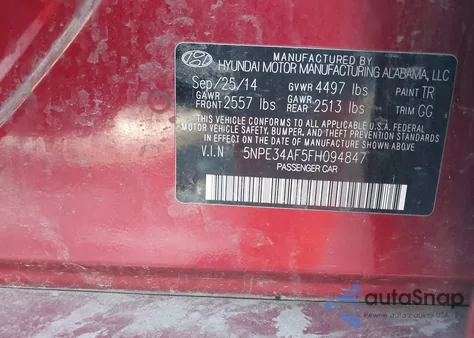 MANUFACTURED BY
HYUNDAI MOTOR MANUFACTURING ALABAMA, LLC
Sep/25/14 GVWR 4497 lbs PAINT TR
GAWR FRONT 2557 lbs GAWR REAR 2513 lbs TRIM GG
THIS VEHICLE CONFORMS TO ALL APPLICABLE U.S.A FEDERAL
MOTOR VEHICLE SAFETY, BUMPER, AND THEFT PREVENTION STANDARDS
IN EFFECT ON THE DATE OF MANUFACTURE SHOWN ABOVE.
V.I.N 5NPE34AF5FH094847
PASSENGER CAR
autoSnap